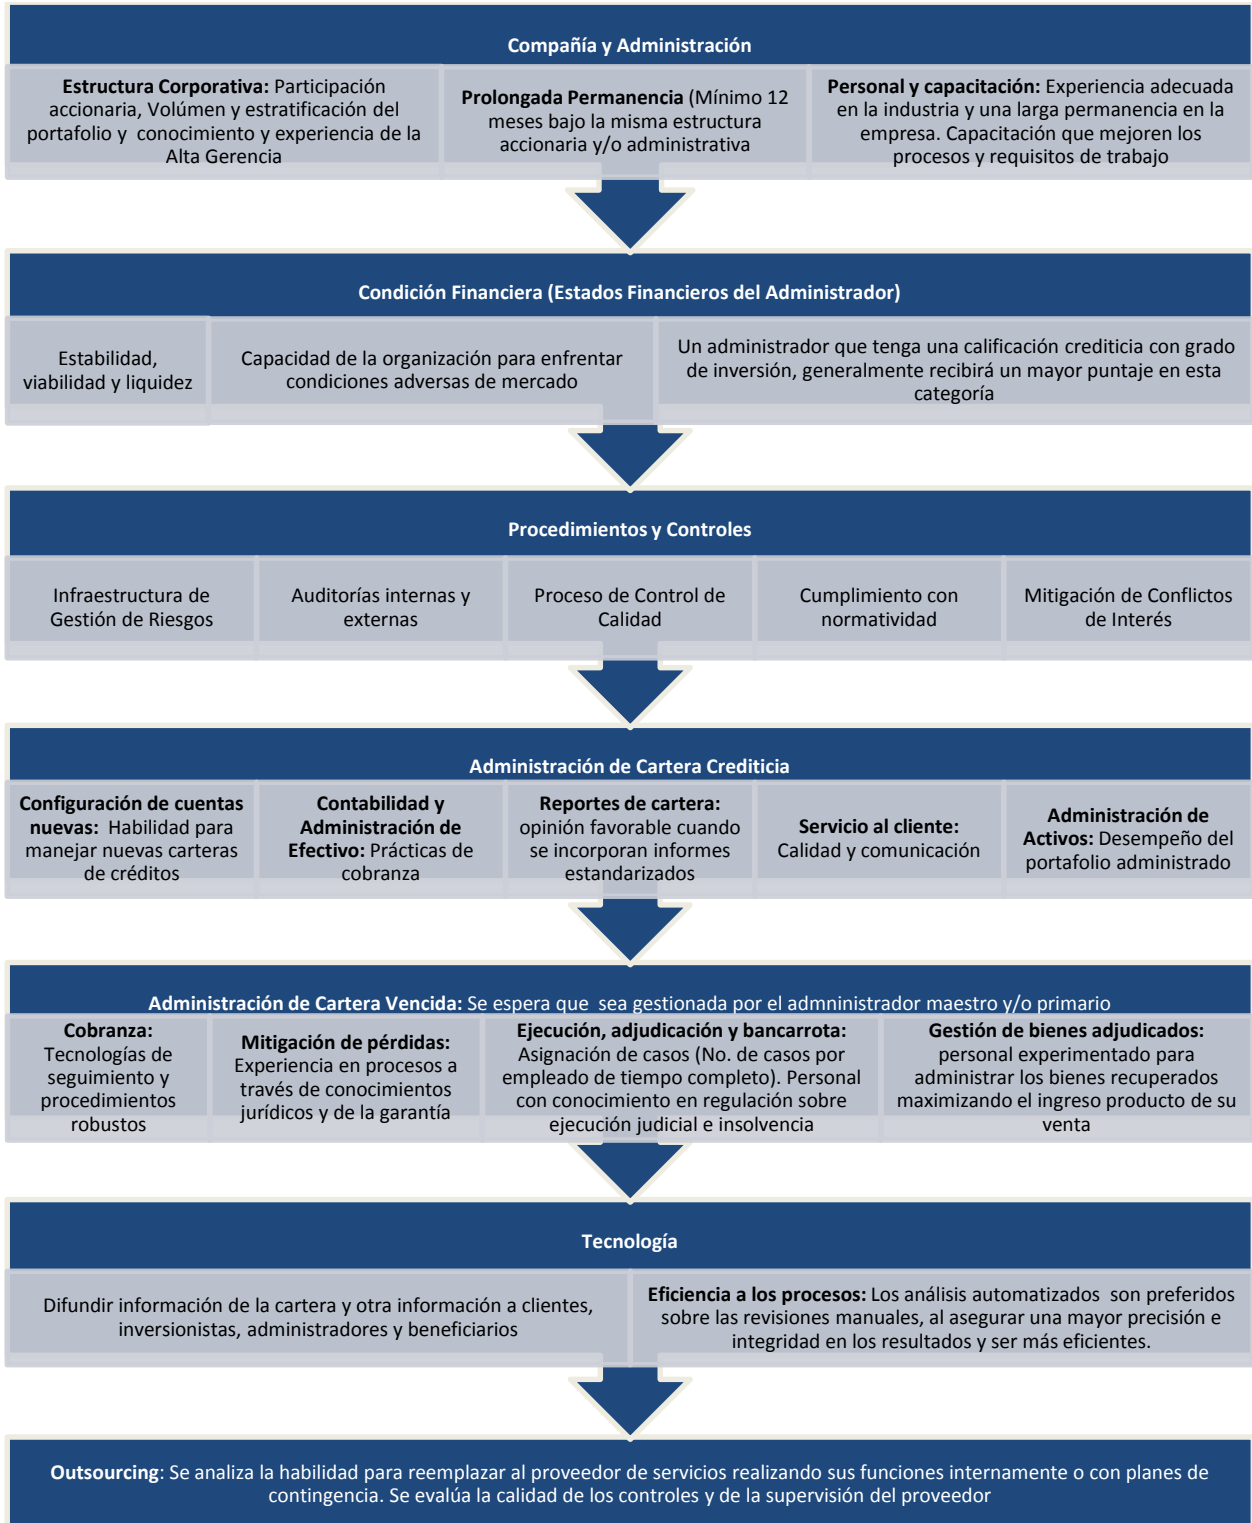 Compañía y Administración
Estructura Corporativa: Participación
accionaria, Volúmen y estratificación del
portafolio y conocimiento y experiencia de la
Alta Gerencia
Prolongada Permanencia (Mínimo 12
meses bajo la misma estructura
accionaria y/o administrativa
Personal y capacitación: Experiencia adecuada
en la industria y una larga permanencia en la
empresa. Capacitación que mejoren los
procesos y requisitos de trabajo
Condición Financiera (Estados Financieros del Administrador)
Estabilidad,
viabilidad y liquidez
Capacidad de la organización para enfrentar
condiciones adversas de mercado
Un administrador que tenga una calificación crediticia con grado
de inversión, generalmente recibirá un mayor puntaje en esta
categoría
Procedimientos y Controles
Infraestructura de
Gestión de Riesgos
Auditorías internas y
externas
Proceso de Control de
Calidad
Cumplimiento con
normatividad
Mitigación de Conflictos
de Interés
Administración de Cartera Crediticia
Configuración de cuentas
nuevas: Habilidad para
manejar nuevas carteras
de créditos
Contabilidad y
Administración de
Efectivo: Prácticas de
cobranza
Reportes de cartera:
opinión favorable cuando
se incorporan informes
estandarizados
Servicio al cliente:
Calidad y comunicación
Administración de
Activos: Desempeño del
portafolio administrado
Administración de Cartera Vencida: Se espera que sea gestionada por el admninistrador maestro y/o primario
Cobranza:
Tecnologías de
seguimiento y
procedimientos
robustos
Mitigación de pérdidas:
Experiencia en procesos a
través de conocimientos
jurídicos y de la garantía
Ejecución, adjudicación y bancarrota:
Asignación de casos (No. de casos por
empleado de tiempo completo). Personal
con conocimiento en regulación sobre
ejecución judicial e insolvencia
Gestión de bienes adjudicados:
personal experimentado para
administrar los bienes recuperados
maximizando el ingreso producto de su
venta
Tecnología
Difundir información de la cartera y otra información a clientes,
inversionistas, administradores y beneficiarios
Eficiencia a los procesos: Los análisis automatizados son preferidos
sobre las revisiones manuales, al asegurar una mayor precisión e
integridad en los resultados y ser más eficientes.
Outsourcing: Se analiza la habilidad para reemplazar al proveedor de servicios realizando sus funciones internamente o con planes de
contingencia. Se evalúa la calidad de los controles y de la supervisión del proveedor